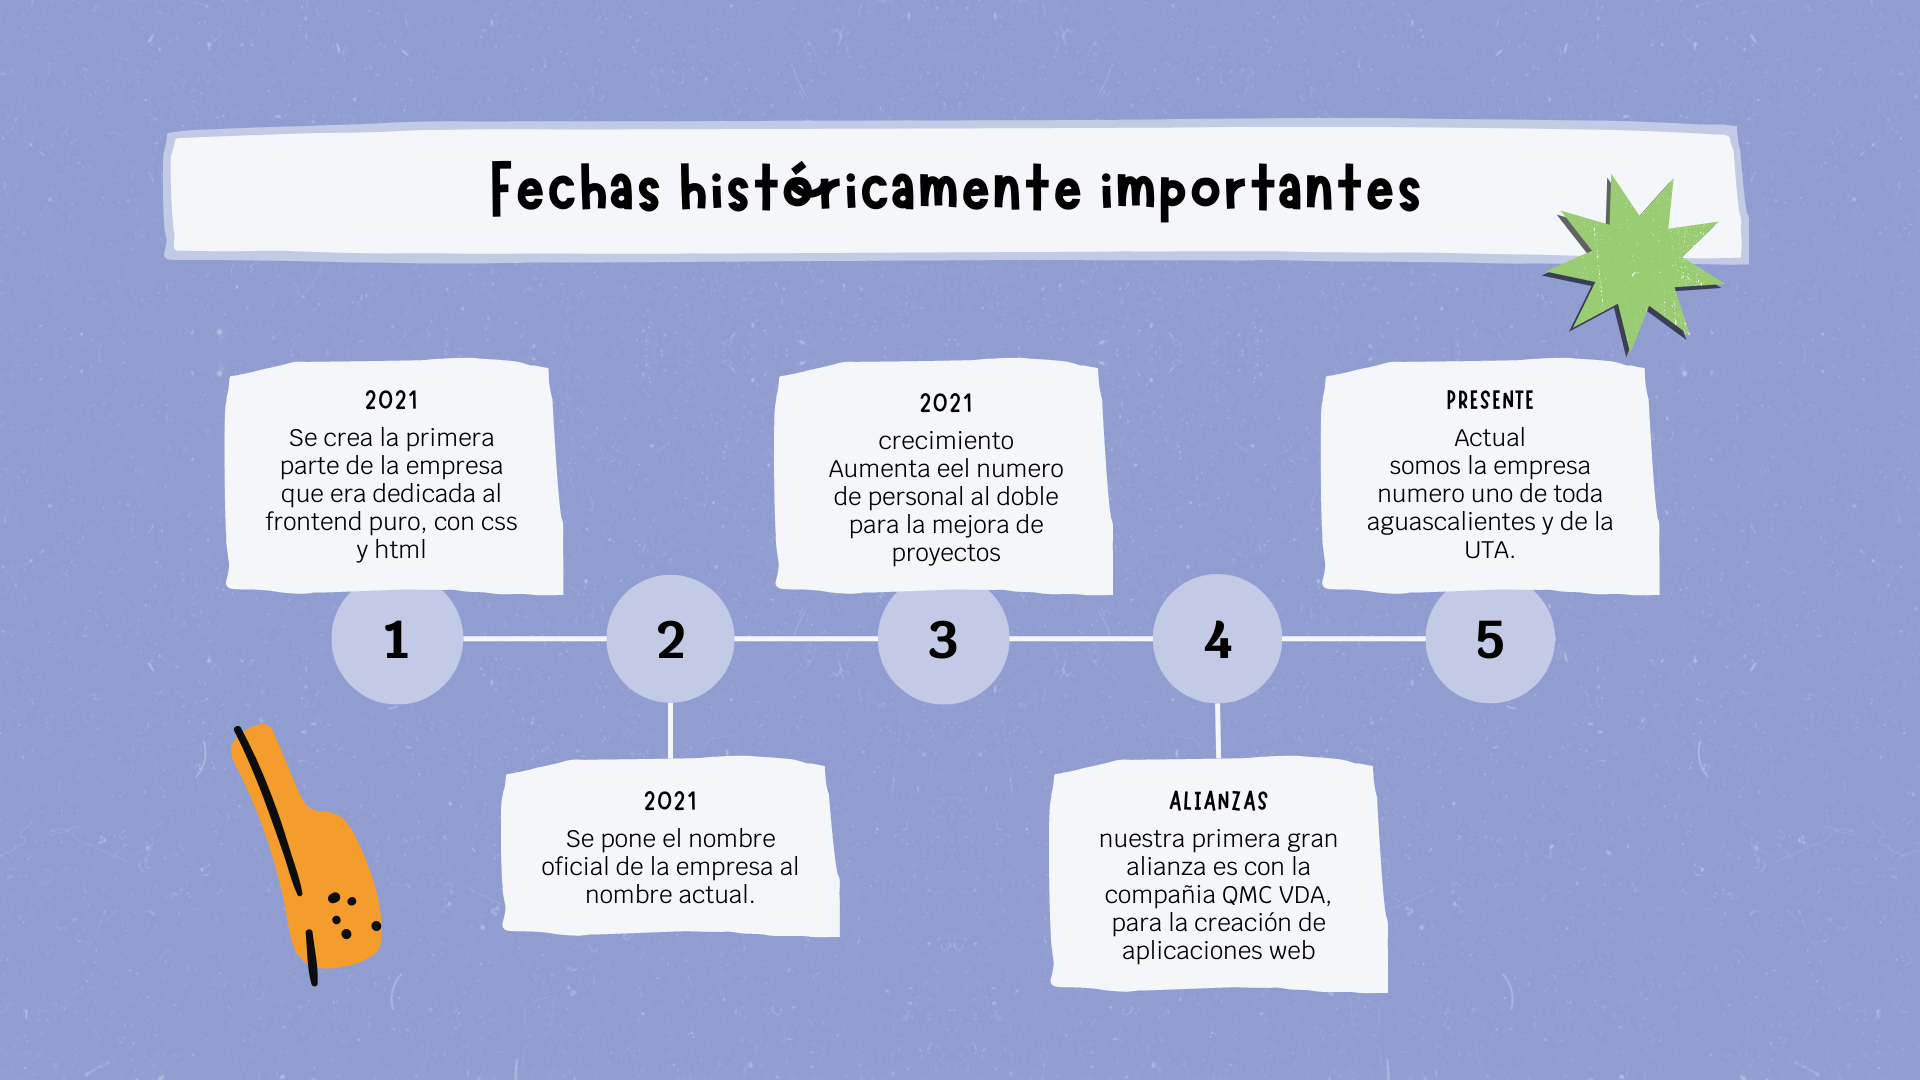 Fechas históricamente importantes
2021
Se crea la primera
parte de la empresa
que era dedicada al
frontend puro, con css
y html
2021
crecimiento
Aumenta eel numero
de personal al doble
para la mejora de
proyectos
PRESENTE
Actual
somos la empresa
numero uno de toda
aguascalientes y de la
UTA.
1
2
3
4
5
2021
Se pone el nombre
oficial de la empresa al
nombre actual.
ALIANZAS
nuestra primera gran
alianza es con la
compañia QMC VDA,
para la creación de
aplicaciones web